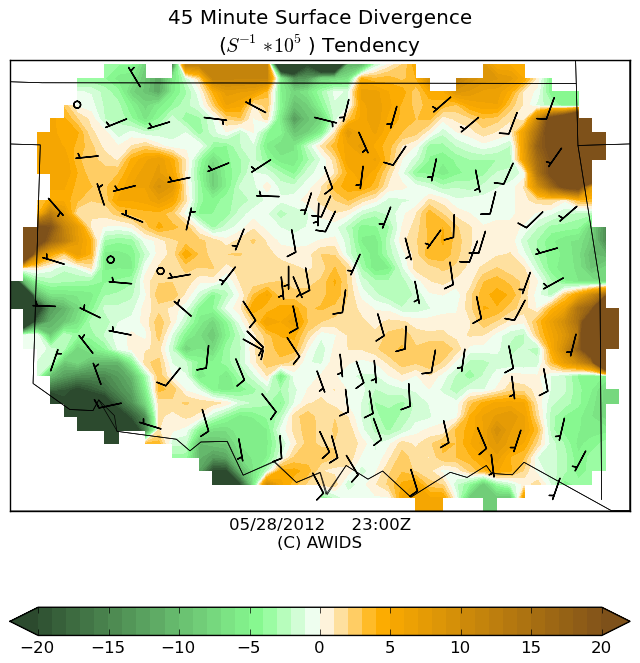 45 Minute Surface Divergence
(S⁻¹ * 10⁵ ) Tendency
05/28/2012 23:00Z
(C) AWIDS
−20 −15 −10 −5 0 5 10 15 20